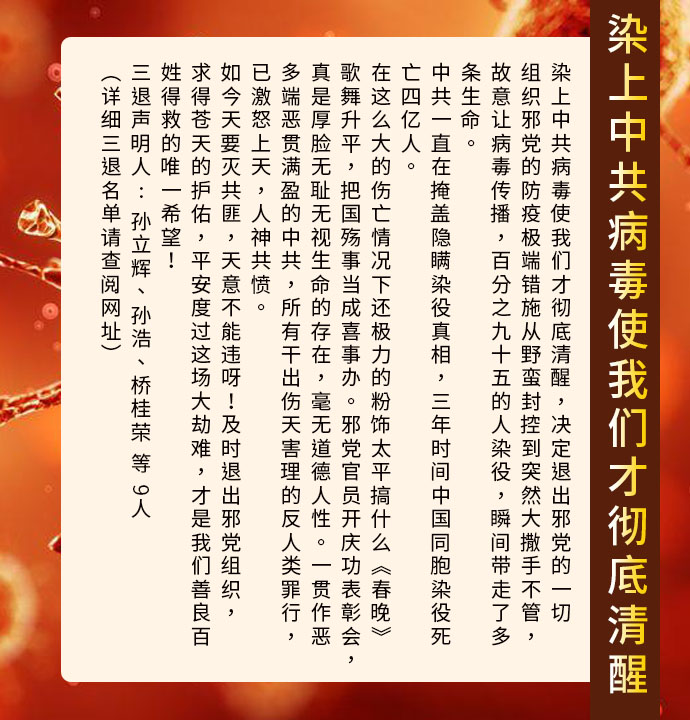 染上中共病毒使我们才彻底清醒
染上中共病毒使我们才彻底清醒，决定退出邪党的一切
组织邪党的防疫极端错施从野蛮封控到突然大撒手不管，
故意让病毒传播，百分之九十五的人染役，瞬间带走了多
条生命。
中共一直在掩盖隐瞒染役真相，三年时间中国同胞染役死
亡四亿人。
在这么大的伤亡情况下还极力的粉饰太平搞什么《春晚》
歌舞升平，把国殇事当成喜事办。邪党官员开庆功表彰会，
真是厚脸无耻无视生命的存在，毫无道德人性。一贯作恶
多端恶贯满盈的中共，所有干出伤天害理的反人类罪行，
已激怒上天，人神共愤。
如今天要灭共匪，天意不能违呀！及时退出邪党组织，
求得苍天的护佑，平安度过这场大劫难，才是我们善良百
姓得救的唯一希望！
三退声明人：孙立辉、孙浩、桥桂荣 等 9人
（详细三退名单请查阅网址）